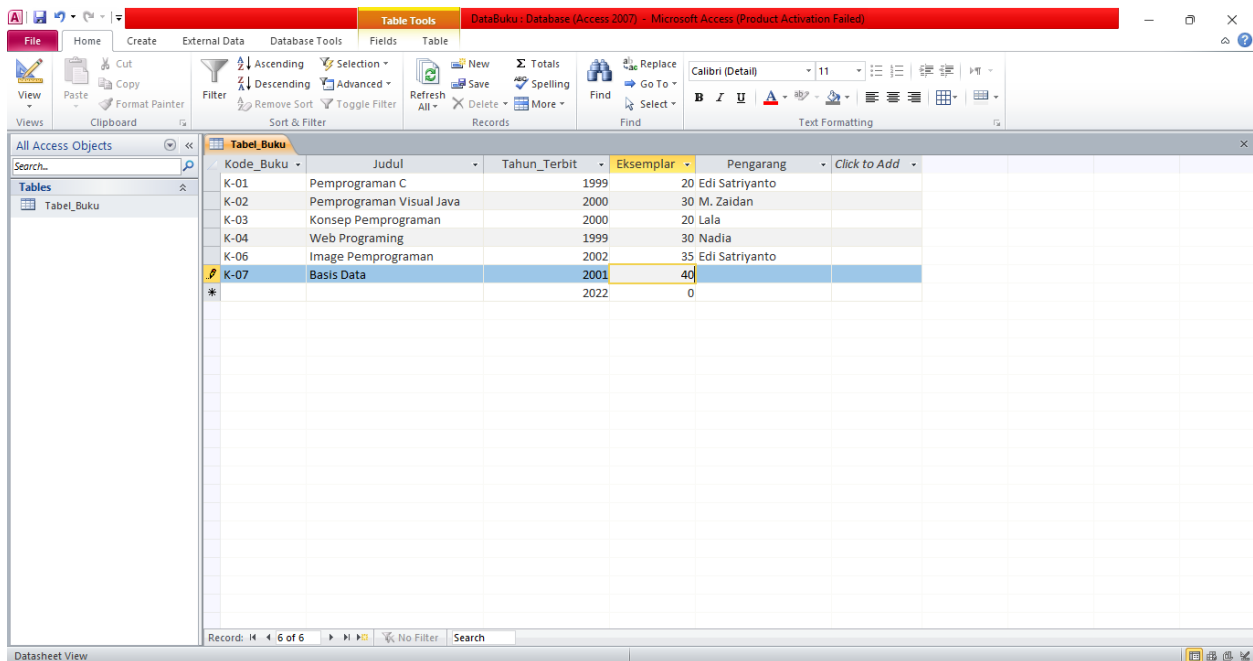 Table Tools
DataBuku : Database (Access 2007) - Microsoft Access (Product Activation Failed)
File Home Create External Data Database Tools Fields Table
View
Views
Paste
Cut
Copy
Format Painter
Clipboard
Filter
Ascending
Descending
Remove Sort
Selection
Advanced
Toggle Filter
Sort & Filter
Refresh
All
New
Save
Delete
Totals
Spelling
More
Records
Find
Replace
Go To
Select
Find
Calibri (Detail) 11
B I U A
Text Formatting
All Access Objects
Search...
Tables
Tabel_Buku
Tabel_Buku
Kode_Buku Judul Tahun_Terbit Eksemplar Pengarang Click to Add
K-01 Pemprograman C 1999 20 Edi Satriyanto
K-02 Pemprograman Visual Java 2000 30 M. Zaidan
K-03 Konsep Pemprograman 2000 20 Lala
K-04 Web Programing 1999 30 Nadia
K-06 Image Pemprograman 2002 35 Edi Satriyanto
K-07 Basis Data 2001 40
2022 0
Record: 6 of 6 No Filter Search
Datasheet View